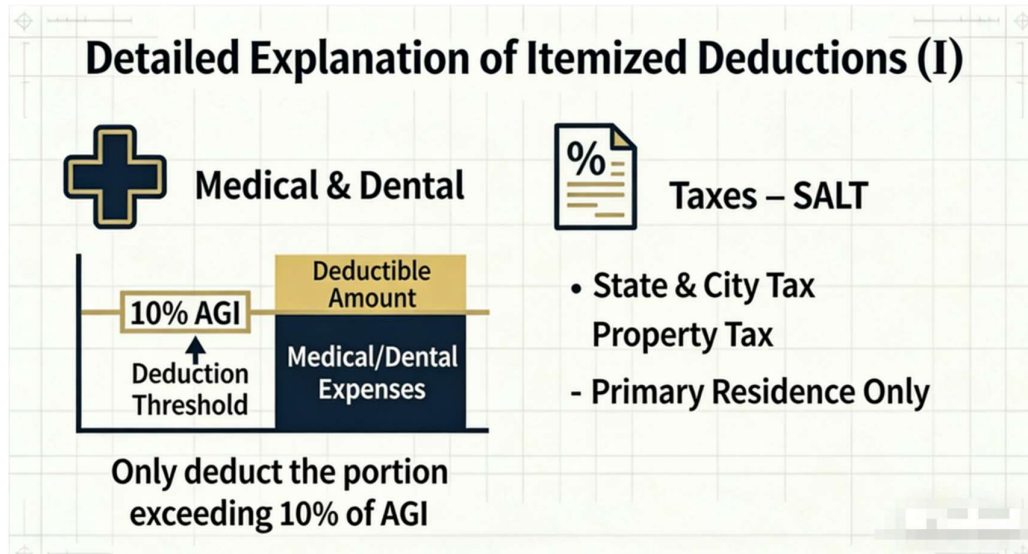 Detailed Explanation of Itemized Deductions (I)
Medical & Dental
10% AGI
Deduction
Threshold
Deductible
Amount
Medical/Dental
Expenses
Only deduct the portion
exceeding 10% of AGI
%
Taxes – SALT
• State & City Tax
Property Tax
- Primary Residence Only